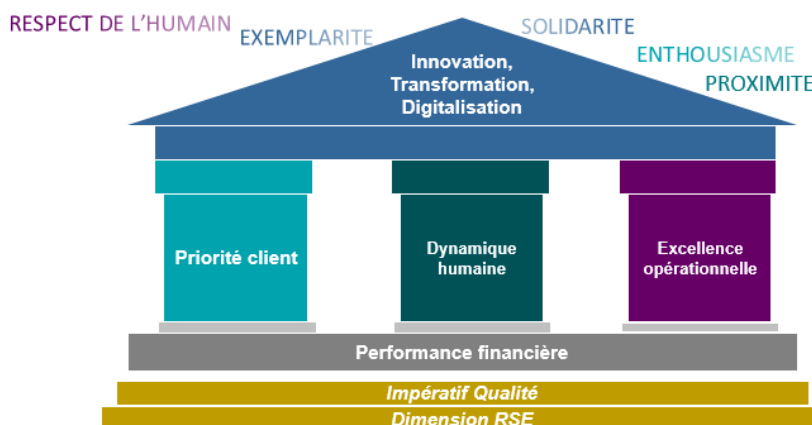 RESPECT DE L'HUMAIN
EXEMPLARITE
SOLIDARITE
ENTHOUSIASME
PROXIMITE
Innovation,
Transformation,
Digitalisation
Priorité client
Dynamique
humaine
Excellence
opérationnelle
Performance financière
Impératif Qualité
Dimension RSE